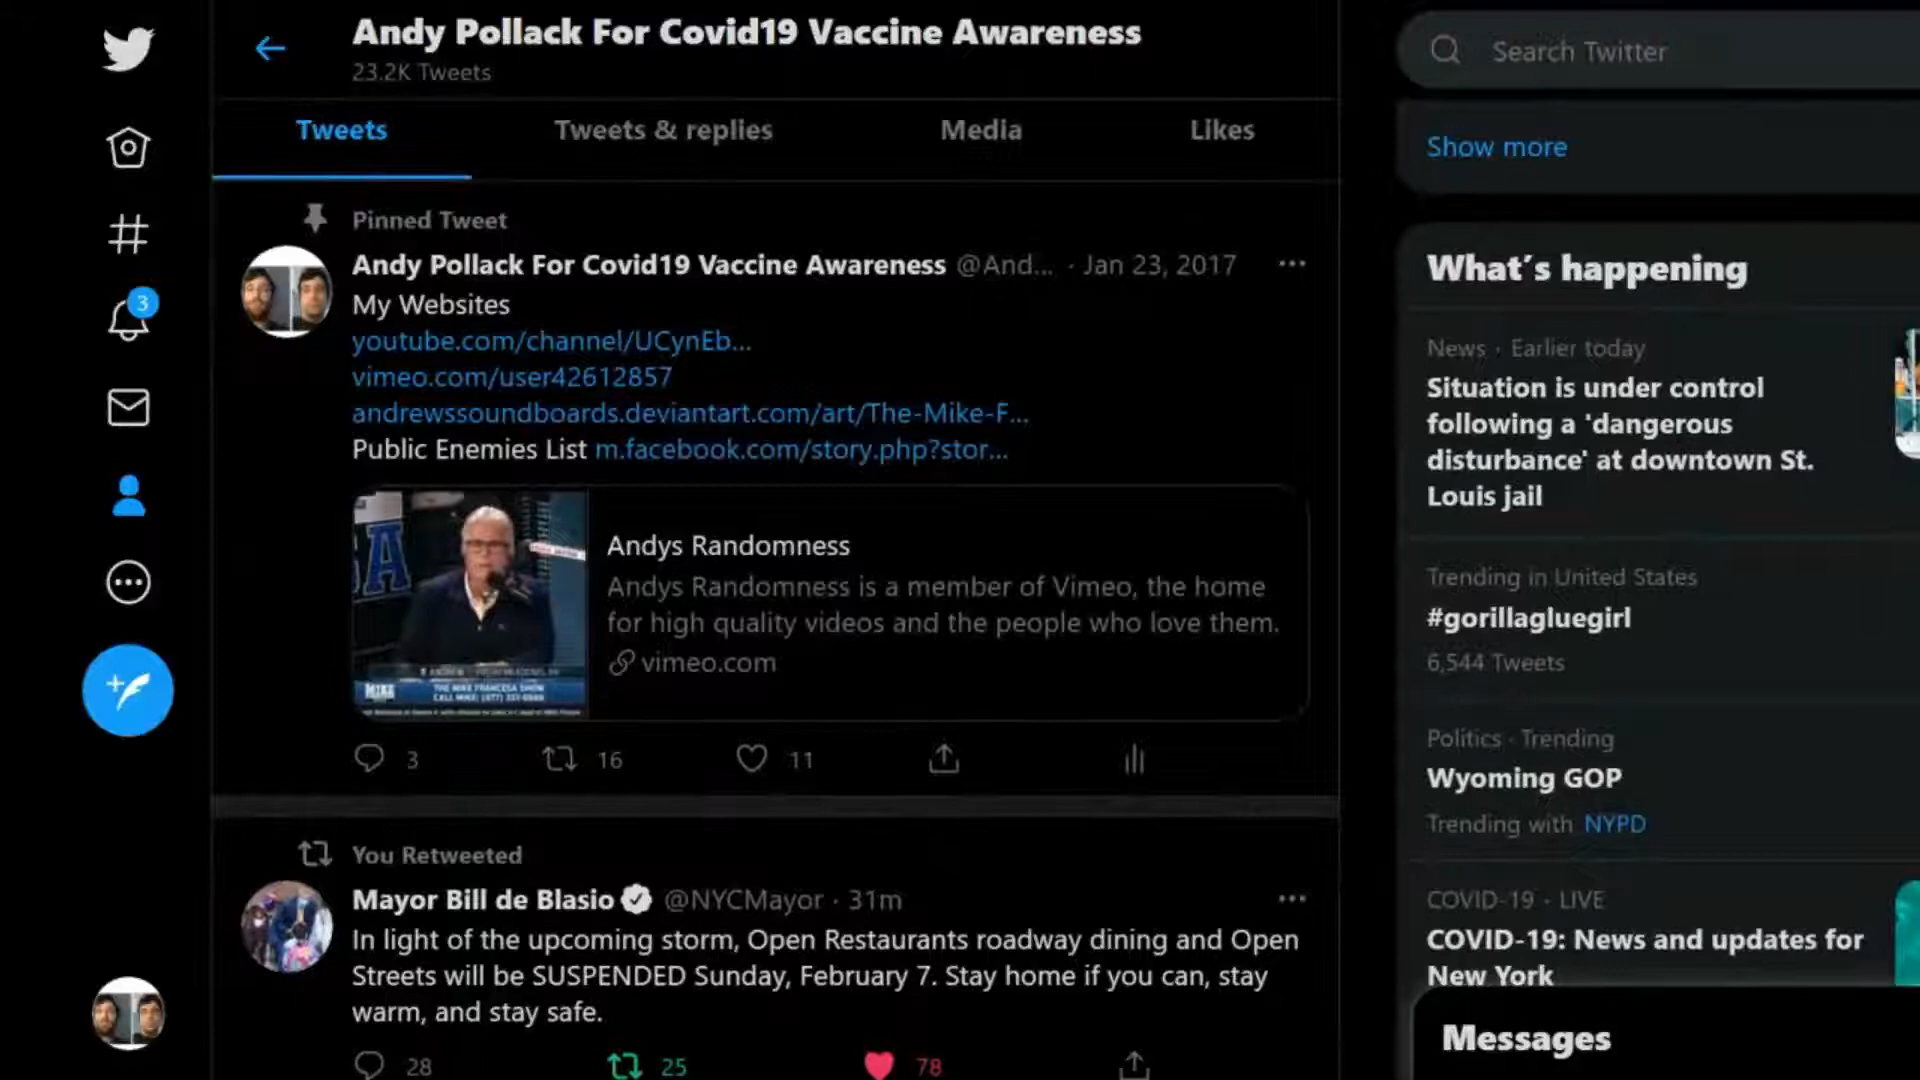 Andy Pollack For Covid19 Vaccine Awareness
23.2K Tweets
Tweets
Tweets & replies
Media
Likes
Pinned Tweet
Andy Pollack For Covid19 Vaccine Awareness @And... · Jan 23, 2017
My Websites
youtube.com/channel/UCynEb...
vimeo.com/user42612857
andrewssoundboards.deviantart.com/art/The-Mike-F...
Public Enemies List m.facebook.com/story.php?stor...
MIKE
THE MIKE FRANCESA SHOW
Andys Randomness
Andys Randomness is a member of Vimeo, the home
for high quality videos and the people who love them.
vimeo.com
3
16
11
You Retweeted
Mayor Bill de Blasio @NYCMayor · 31m
In light of the upcoming storm, Open Restaurants roadway dining and Open
Streets will be SUSPENDED Sunday, February 7. Stay home if you can, stay
warm, and stay safe.
28
25
78
3
Search Twitter
Show more
What's happening
News · Earlier today
Situation is under control
following a 'dangerous
disturbance' at downtown St.
Louis jail
Trending in United States
#gorillagluegirl
6,544 Tweets
Politics · Trending
Wyoming GOP
Trending with NYPD
COVID-19 · LIVE
COVID-19: News and updates for
New York
Messages